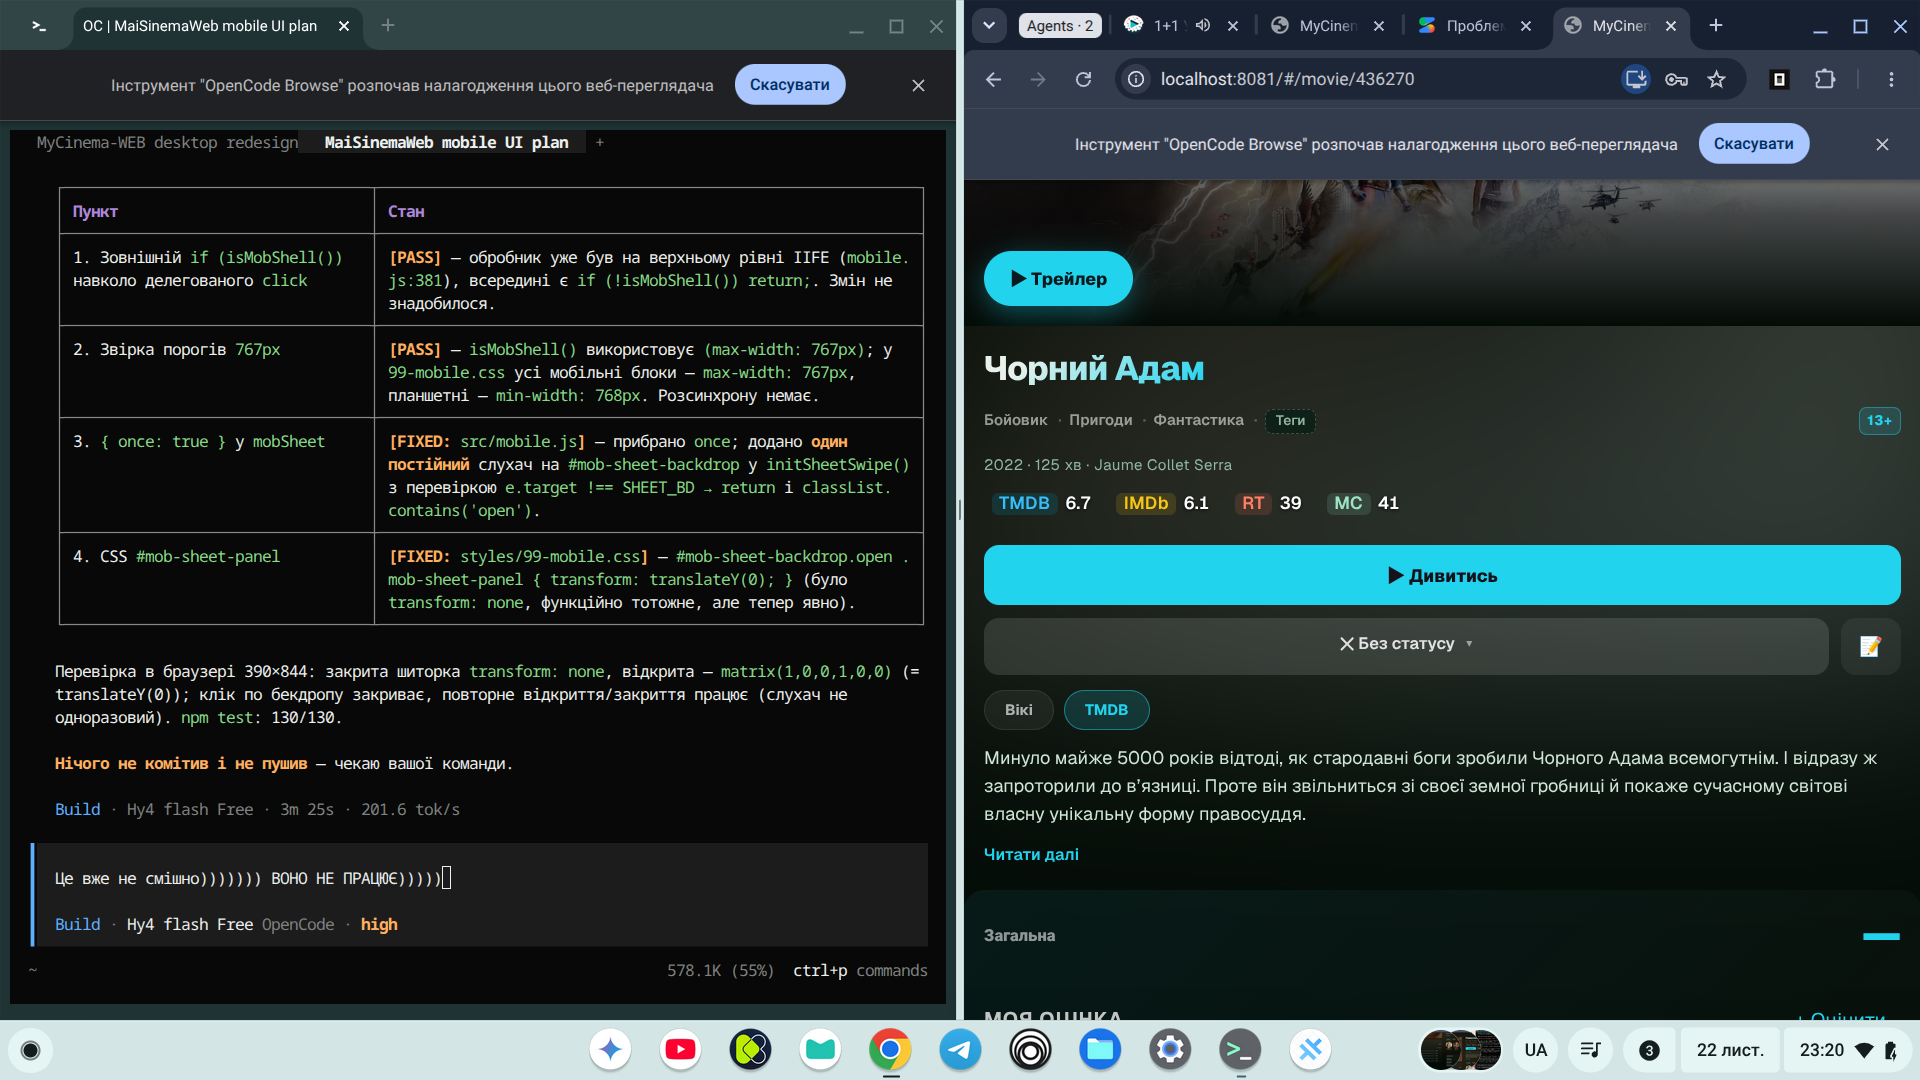 OC | MaiSinemaWeb mobile UI plan
Інструмент "OpenCode Browse" розпочав налагодження цього веб-переглядача
Скасувати
MyCinema-WEB desktop redesign
MaiSinemaWeb mobile UI plan
+
Пункт
Стан
1. Зовнішній if (isMobShell())
навколо делегованого click
[PASS] — обробник уже був на верхньому рівні IIFE (mobile.
js:381), всередині є if (!isMobShell()) return;. Змін не
знадобилося.
2. Звірка порогів 767px
[PASS] — isMobShell() використовує (max-width: 767px); у
99-mobile.css усі мобільні блоки — max-width: 767px,
планшетні — min-width: 768px. Розсинхрону немає.
3. { once: true } у mobSheet
[FIXED: src/mobile.js] — прибрано once; додано один
постійний слухач на #mob-sheet-backdrop у initSheetSwipe()
з перевіркою e.target !== SHEET_BD → return і classList.
contains('open').
4. CSS #mob-sheet-panel
[FIXED: styles/99-mobile.css] — #mob-sheet-backdrop.open .
mob-sheet-panel { transform: translateY(0); } (було
transform: none, функційно тотожне, але тепер явно).
Перевірка в браузері 390×844: закрита шиторка transform: none, відкрита — matrix(1,0,0,1,0,0) (=
translateY(0)); клік по бекдропу закриває, повторне відкриття/закриття працює (слухач не
одноразовий). npm test: 130/130.
Нічого не комітив і не пушив — чекаю вашої команди.
Build · Hy4 flash Free · 3m 25s · 201.6 tok/s
Це вже не смішно))))))) ВОНО НЕ ПРАЦЮЄ)))))
Build · Hy4 flash Free OpenCode · high
~
578.1K (55%) ctrl+p commands
Agents · 2
1+1
MyCinem
Проблем
MyCinem
localhost:8081/#/movie/436270
Інструмент "OpenCode Browse" розпочав налагодження цього веб-переглядача
Скасувати
▶ Трейлер
Чорний Адам
Бойовик · Пригоди · Фантастика · Теги
13+
2022 · 125 хв · Jaume Collet Serra
TMDB 6.7 IMDb 6.1 RT 39 MC 41
▶ Дивитись
✕ Без статусу ▼
Вікі
TMDB
Минуло майже 5000 років відтоді, як стародавні боги зробили Чорного Адама всемогутнім. І відразу ж
запроторили до в'язниці. Проте він звільниться зі своєї земної гробниці й покаже сучасному світові
власну унікальну форму правосуддя.
Читати далі
Загальна
МОЯ ОЦІНКА
+ Оцінити
UA
3
22 лист.
23:20